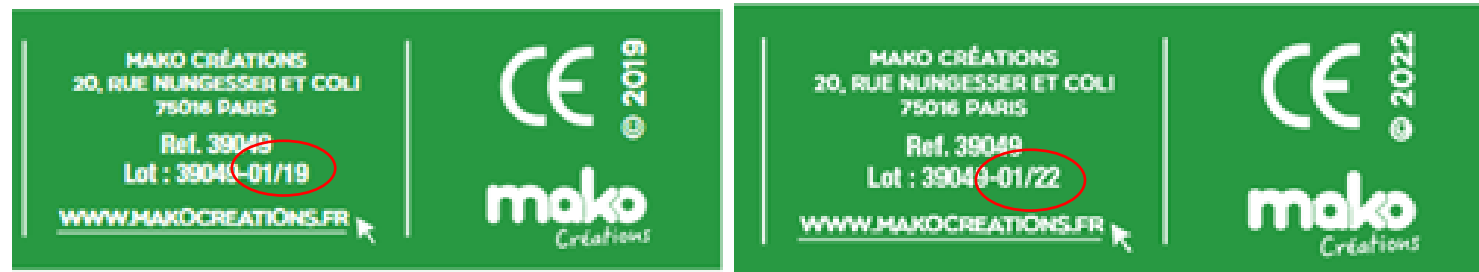 MAKO CRÉATIONS
20, RUE NUNGESSER ET COLI
75016 PARIS
Ref. 39049
Lot : 39049-01/19
WWW.MAKOCREATIONS.FR
CE
© 2019
mako
Créations
MAKO CRÉATIONS
20, RUE NUNGESSER ET COLI
75016 PARIS
Ref. 39049
Lot : 39049-01/22
WWW.MAKOCREATIONS.FR
CE
© 2022
mako
Créations